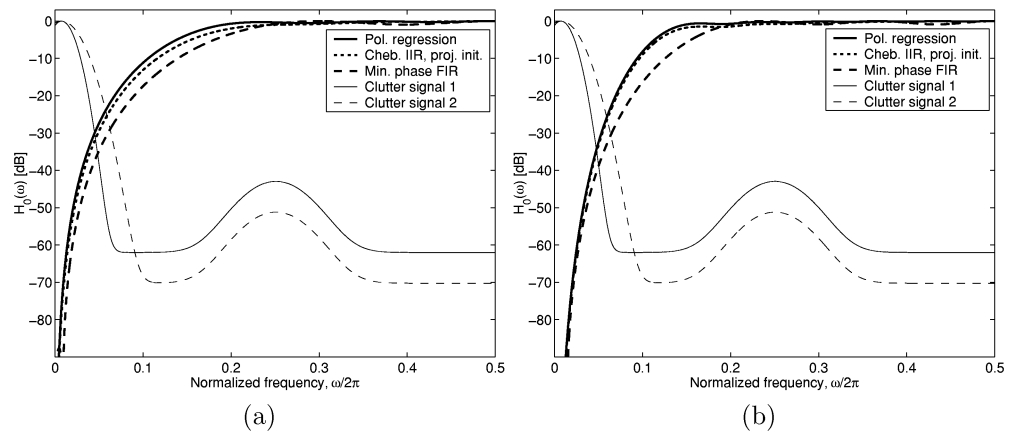 0
−10
−20
−30
−40
−50
−60
−70
−80
H0(ω) [dB]
Pol. regression
Cheb. IIR, proj. init.
Min. phase FIR
Clutter signal 1
Clutter signal 2
0 0.1 0.2 0.3 0.4 0.5
Normalized frequency, ω/2π
(a)
0
−10
−20
−30
−40
−50
−60
−70
−80
H0(ω) [dB]
Pol. regression
Cheb. IIR, proj. init.
Min. phase FIR
Clutter signal 1
Clutter signal 2
0 0.1 0.2 0.3 0.4 0.5
Normalized frequency, ω/2π
(b)